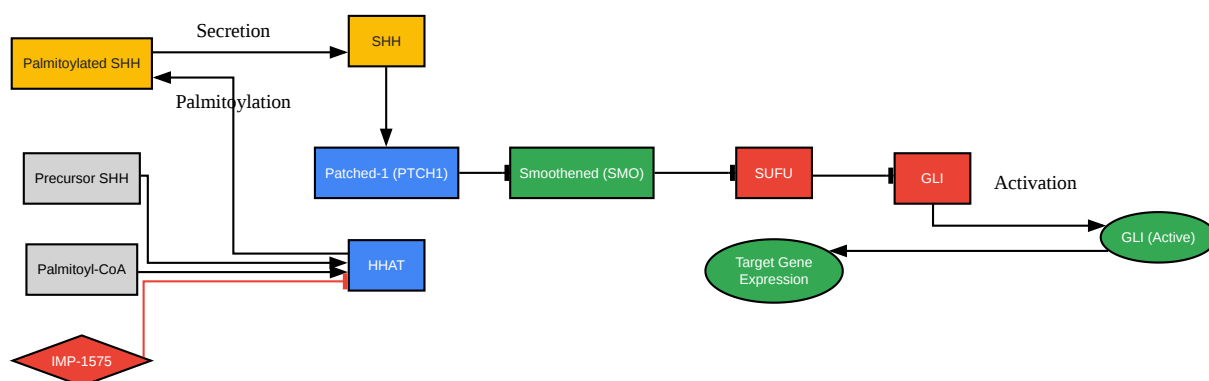 Secretion
SHH
Palmitoylated SHH
Palmitoylation
Precursor SHH
Patched-1 (PTCH1)
Smoothened (SMO)
SUFU
GLI
Activation
GLI (Active)
Palmitoyl-CoA
HHAT
Target Gene
Expression
IMP-1575